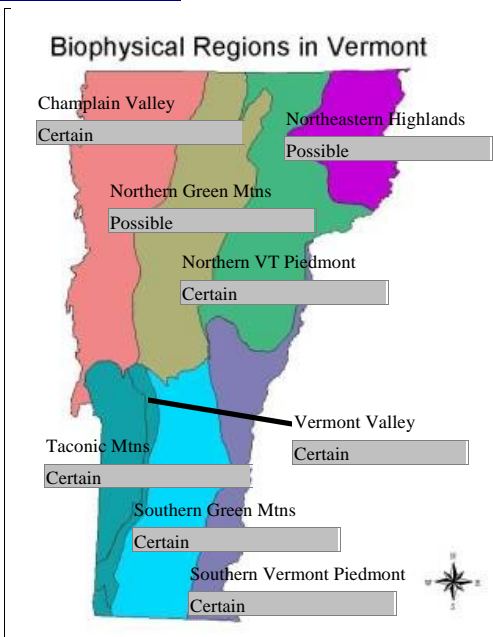 Biophysical Regions in Vermont
Champlain Valley
Certain
Northeastern Highlands
Possible
Northern Green Mtns
Possible
Northern VT Piedmont
Certain
Vermont Valley
Certain
Taconic Mtns
Certain
Southern Green Mtns
Certain
Southern Vermont Piedmont
Certain
N
W E
S